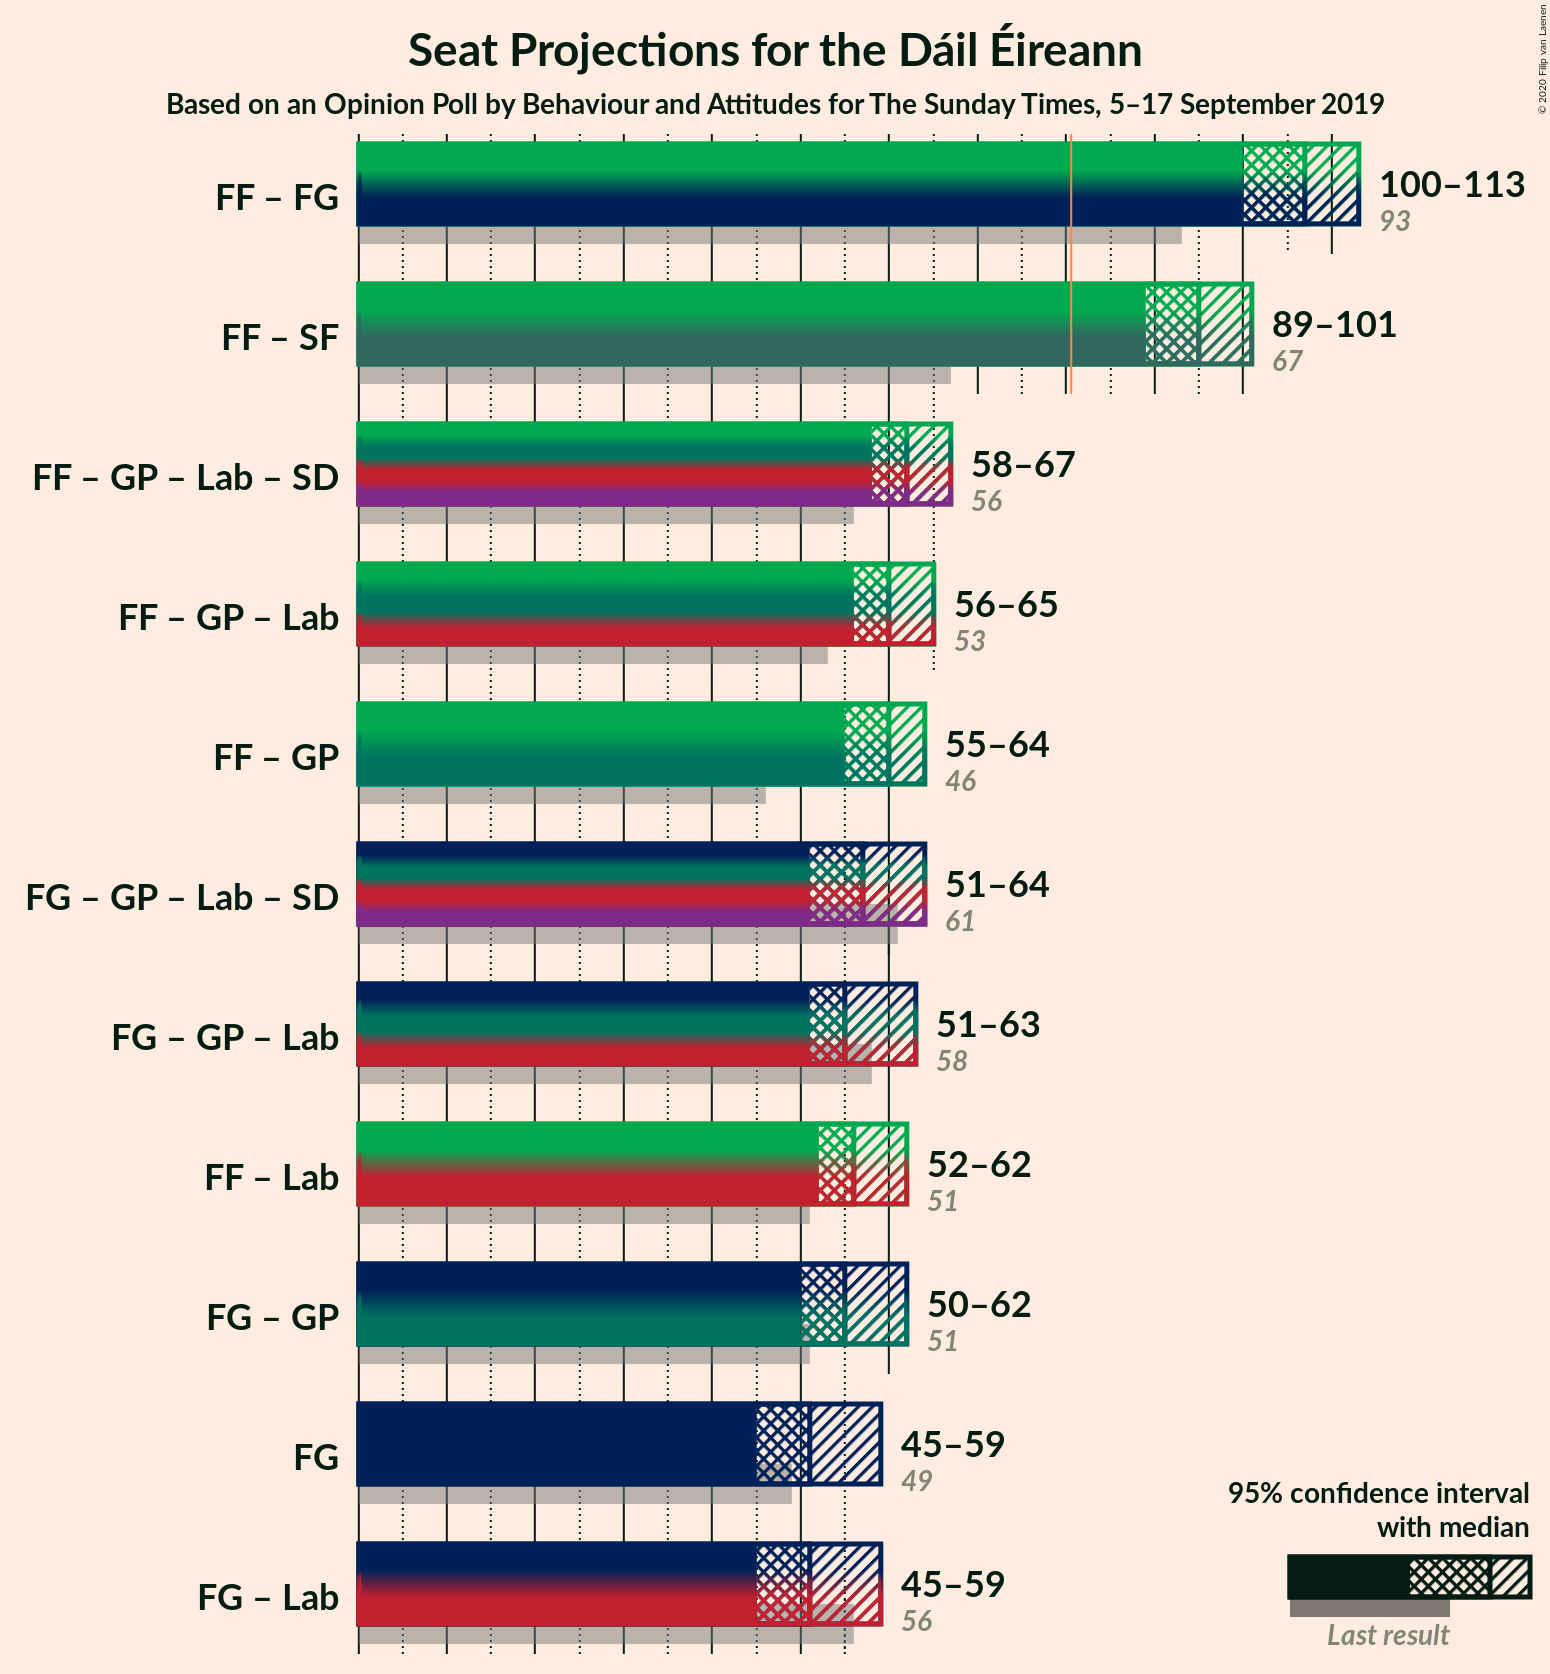 Seat Projections for the Dáil Éireann
Based on an Opinion Poll by Behaviour and Attitudes for The Sunday Times, 5–17 September 2019
© 2020 Filip van Laenen
FF – FG
100–113
93
FF – SF
89–101
67
FF – GP – Lab – SD
58–67
56
FF – GP – Lab
56–65
53
FF – GP
55–64
46
FG – GP – Lab – SD
51–64
61
FG – GP – Lab
51–63
58
FF – Lab
52–62
51
FG – GP
50–62
51
FG
45–59
49
FG – Lab
45–59
56
95% confidence interval
with median
Last result